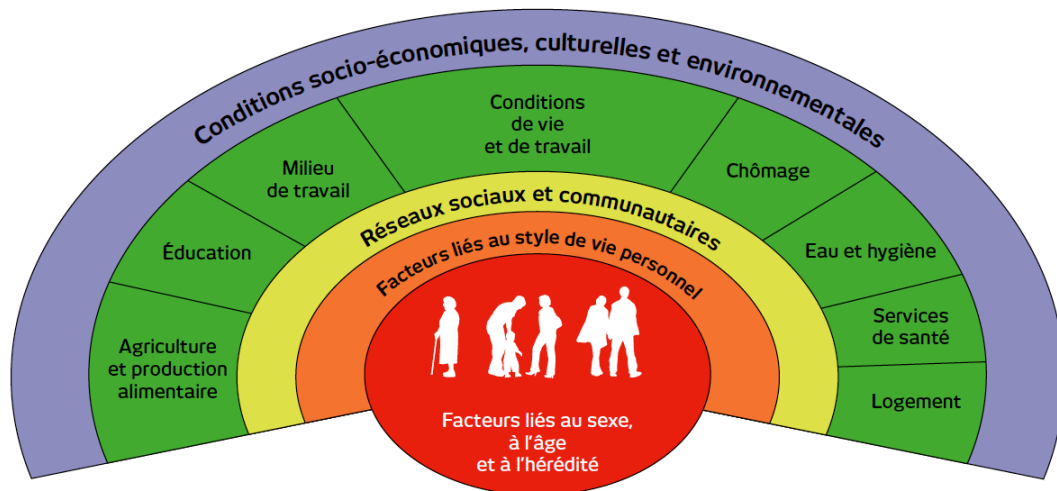 Conditions socio-économiques, culturelles et environnementales
Conditions
de vie
et de travail
Milieu
de travail
Chômage
Éducation
Eau et hygiène
Agriculture
et production
alimentaire
Services
de santé
Logement
Réseaux sociaux et communautaires
Facteurs liés au style de vie personnel
Facteurs liés au sexe,
à l'âge
et à l'hérédité